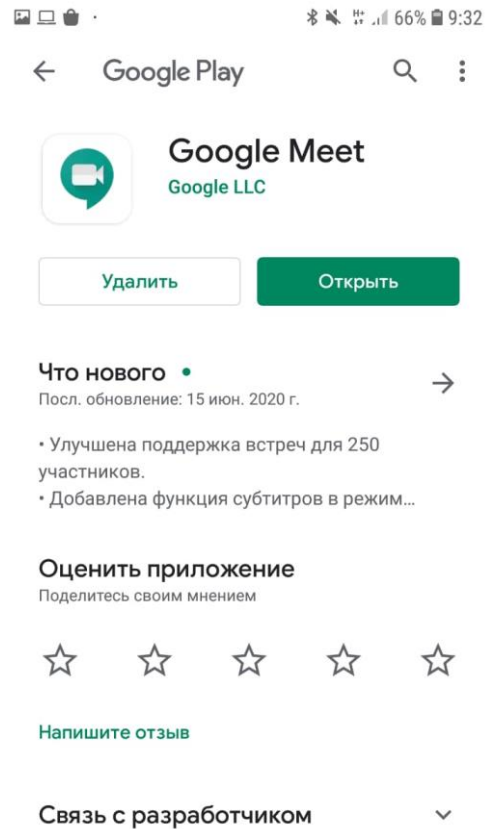 66% 9:32
Google Play
Google Meet
Google LLC
Удалить
Открыть
Что нового
Посл. обновление: 15 июн. 2020 г.
• Улучшена поддержка встреч для 250
участников.
• Добавлена функция субтитров в режим...
Оценить приложение
Поделитесь своим мнением
Напишите отзыв
Связь с разработчиком